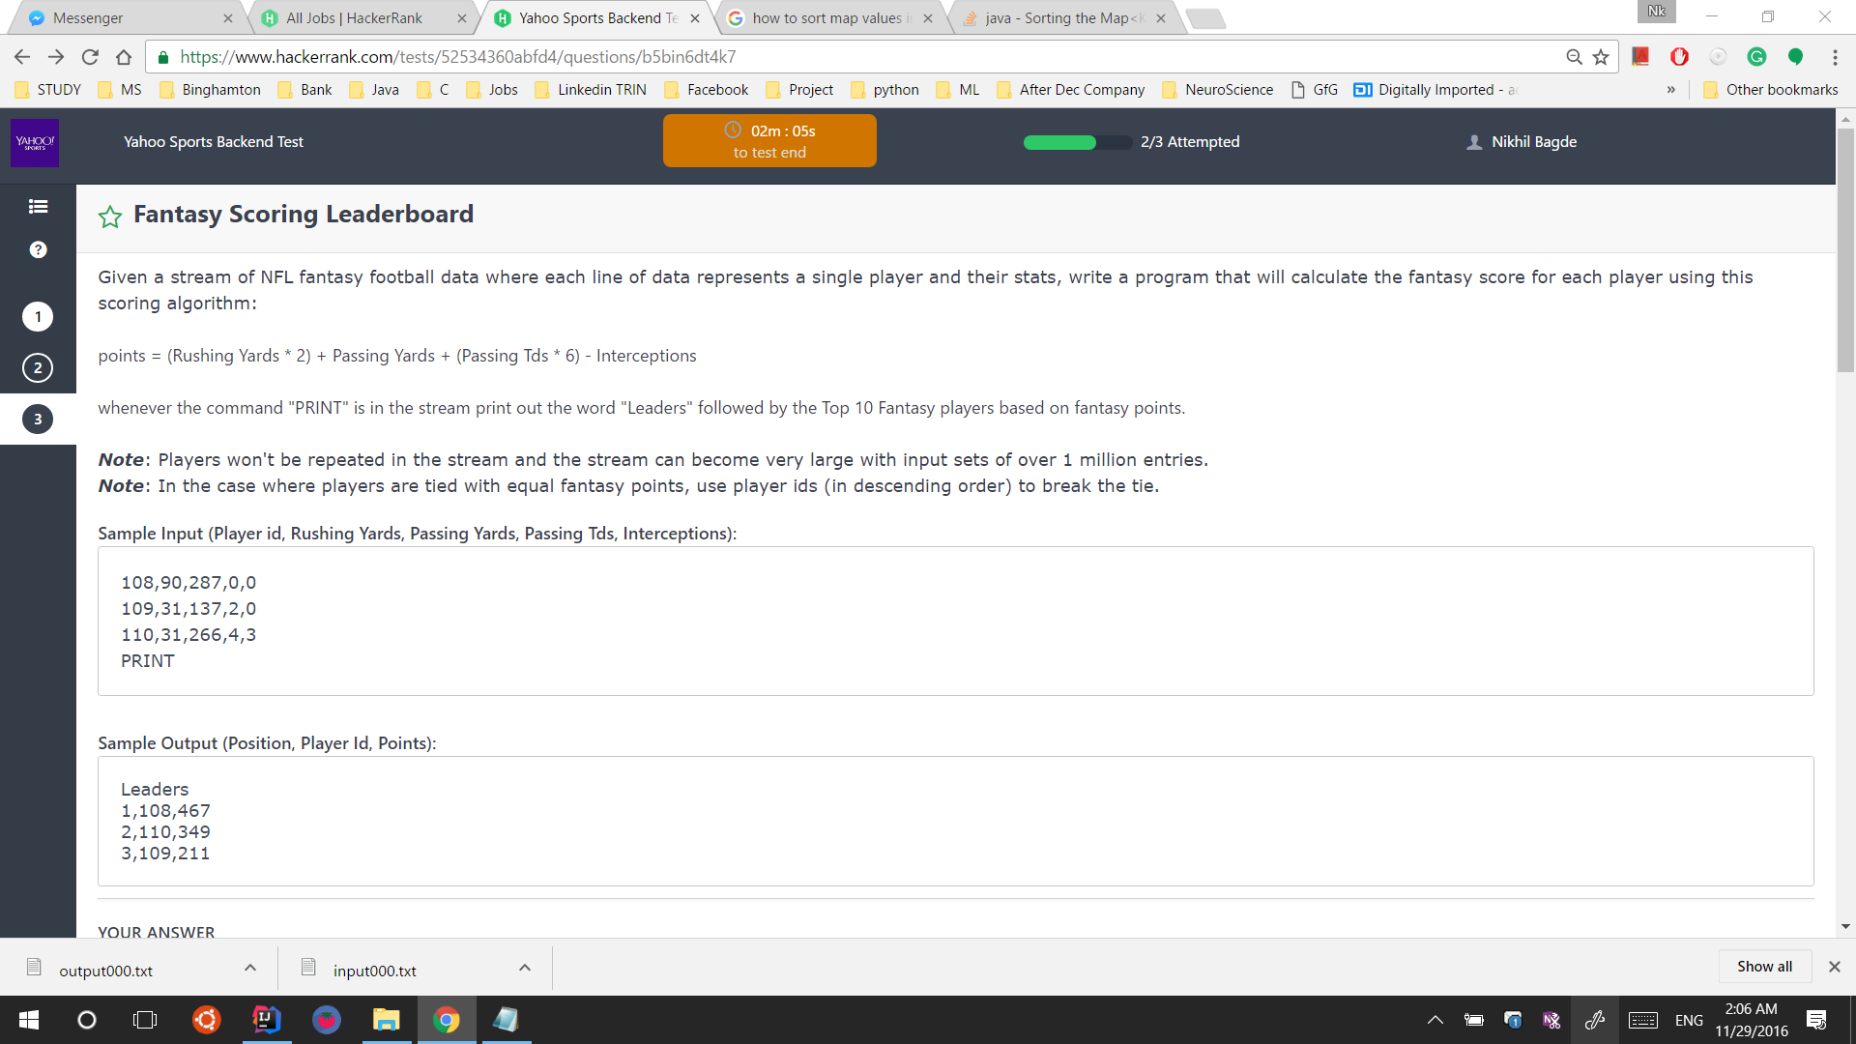 Messenger
All Jobs | HackerRank
Yahoo Sports Backend Te
how to sort map values i
java - Sorting the Map<K
Nk
https://www.hackerrank.com/tests/52534360abfd4/questions/b5bin6dt4k7
STUDY
MS
Binghamton
Bank
Java
C
Jobs
Linkedin TRIN
Facebook
Project
python
ML
After Dec Company
NeuroScience
GfG
Digitally Imported -
»
Other bookmarks
YAHOO!
SPORTS
Yahoo Sports Backend Test
02m : 05s
to test end
2/3 Attempted
Nikhil Bagde
Fantasy Scoring Leaderboard
?
1
2
3
Given a stream of NFL fantasy football data where each line of data represents a single player and their stats, write a program that will calculate the fantasy score for each player using this
scoring algorithm:
points = (Rushing Yards * 2) + Passing Yards + (Passing Tds * 6) - Interceptions
whenever the command "PRINT" is in the stream print out the word "Leaders" followed by the Top 10 Fantasy players based on fantasy points.
Note: Players won't be repeated in the stream and the stream can become very large with input sets of over 1 million entries.
Note: In the case where players are tied with equal fantasy points, use player ids (in descending order) to break the tie.
Sample Input (Player id, Rushing Yards, Passing Yards, Passing Tds, Interceptions):
108,90,287,0,0
109,31,137,2,0
110,31,266,4,3
PRINT
Sample Output (Position, Player Id, Points):
Leaders
1,108,467
2,110,349
3,109,211
YOUR ANSWER
output000.txt
input000.txt
Show all
ENG
2:06 AM
11/29/2016